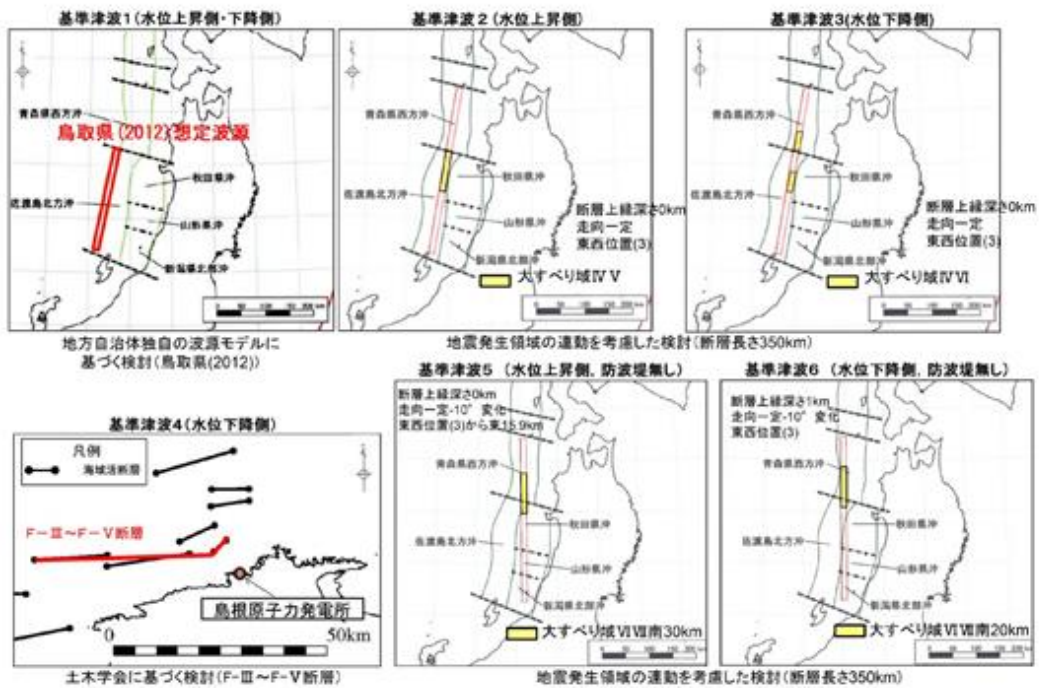 基準津波1(水位上昇側・下降側)
青森県西方沖
鳥取県(2012)想定波源
秋田県沖
佐渡島北方沖
山形県沖
新潟県北部沖
地方自治体独自の波源モデルに
基づく検討(鳥取県(2012))
基準津波2(水位上昇側)
青森県西方沖
秋田県沖
佐渡島北方沖
山形県沖
新潟県北部沖
断層上縁深さ0km
走向一定
東西位置(3)
大すべり域ⅣⅤ
基準津波3(水位下降側)
青森県西方沖
秋田県沖
佐渡島北方沖
山形県沖
新潟県北部沖
断層上縁深さ0km
走向一定
東西位置(3)
大すべり域ⅣⅥ
地震発生領域の連動を考慮した検討(断層長さ350km)
基準津波4(水位下降側)
凡例
海域活断層
F-Ⅲ~F-Ⅴ断層
島根原子力発電所
0
50km
土木学会に基づく検討(F-Ⅲ~F-Ⅴ断層)
基準津波5 (水位上昇側, 防波堤無し)
断層上縁深さ0km
走向一定-10°変化
東西位置(3)から東15.9km
青森県西方沖
秋田県沖
佐渡島北方沖
山形県沖
新潟県北部沖
大すべり域ⅥⅦ南30km
基準津波6 (水位下降側, 防波堤無し)
断層上縁深さ1km
走向一定-10°変化
東西位置(3)
青森県西方沖
秋田県沖
佐渡島北方沖
山形県沖
新潟県北部沖
大すべり域ⅥⅦ南20km
地震発生領域の連動を考慮した検討(断層長さ350km)